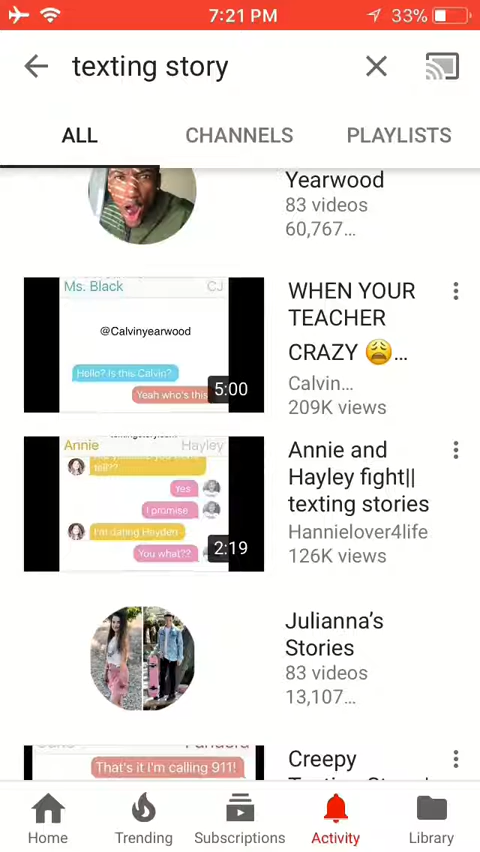 7:21 PM
33%
texting story
ALL
CHANNELS
PLAYLISTS
Yearwood
83 videos
60,767...
Ms. Black
CJ
@Calvinyearwood
Hello? Is this Calvin?
Yeah who's this
5:00
WHEN YOUR
TEACHER
CRAZY 😩...
Calvin...
209K views
Annie
Hayley
tell??
Yes
I promise
I'm dating Hayden
You what??
2:19
Annie and
Hayley fight||
texting stories
Hannielover4life
126K views
Julianna's
Stories
83 videos
13,107...
That's it I'm calling 911!
Creepy
Home
Trending
Subscriptions
Activity
Library